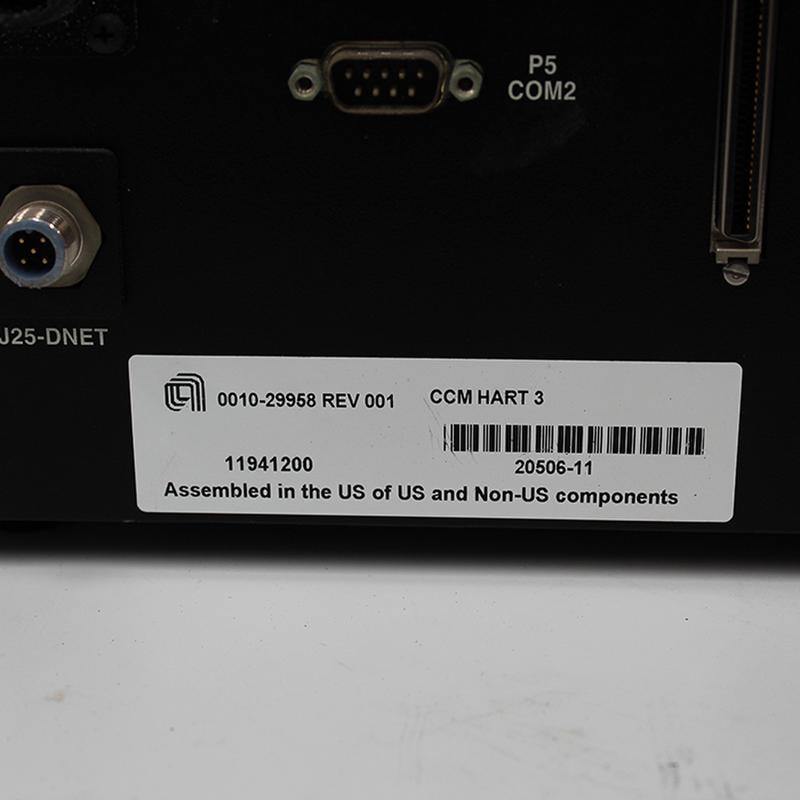 P5
COM2
J25-DNET
0010-29958 REV 001
CCM HART 3
11941200
20506-11
Assembled in the US of US and Non-US components